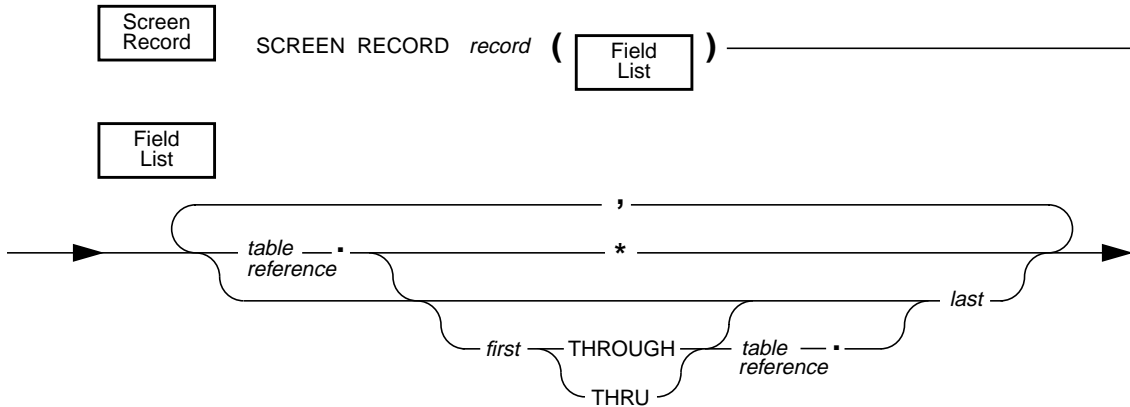 Screen
Record
SCREEN RECORD record ( Field
List )
Field
List
,
table
reference . *
last
first THROUGH table
reference .
THRU